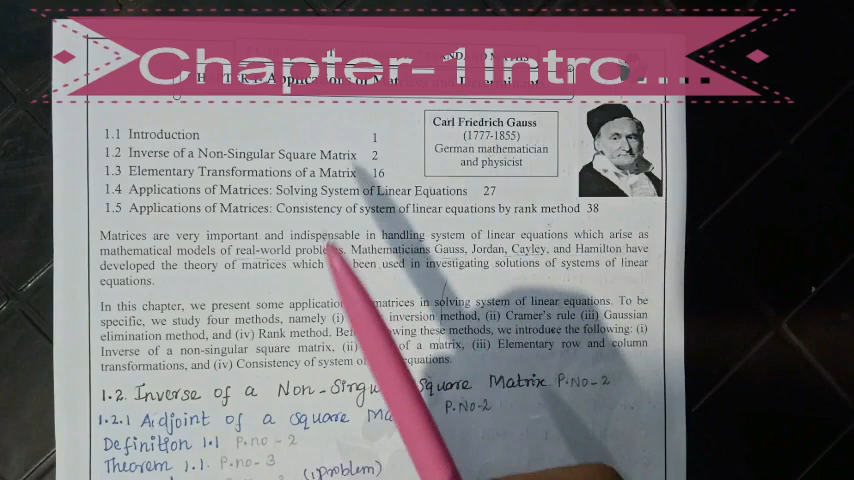 Chapter-1Intro....
1.1 Introduction 1
1.2 Inverse of a Non-Singular Square Matrix 2
1.3 Elementary Transformations of a Matrix 16
1.4 Applications of Matrices: Solving System of Linear Equations 27
1.5 Applications of Matrices: Consistency of system of linear equations by rank method 38
Carl Friedrich Gauss
(1777-1855)
German mathematician
and physicist
Matrices are very important and indispensable in handling system of linear equations which arise as
mathematical models of real-world problems. Mathematicians Gauss, Jordan, Cayley, and Hamilton have
developed the theory of matrices which been used in investigating solutions of systems of linear
equations.
In this chapter, we present some matrices in solving system of linear equations. To be
specific, we study four methods, namely (i) inversion method, (ii) Cramer's rule (iii) Gaussian
elimination method, and (iv) Rank method. these methods, we introduce the following: (i)
Inverse of a non-singular square matrix, (ii) of a matrix, (iii) Elementary row and column
transformations, and (iv) Consistency of system equations.
1.2. Inverse of a Non-Singu Square Matrix P.No-2
1.2.1 Adjoint of a square Ma P.No-2
Definition 1.1 P.no-2
Theorem 1.1. P.no-3
(1problem)